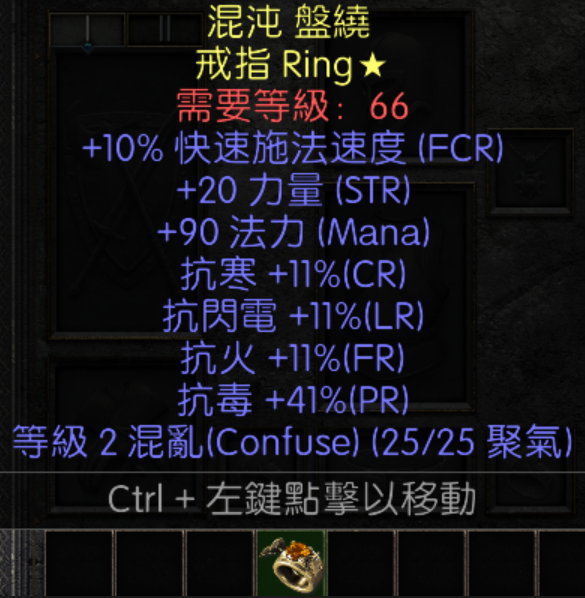 混沌 盤繞
戒指 Ring★
需要等級：66
+10% 快速施法速度 (FCR)
+20 力量 (STR)
+90 法力 (Mana)
抗寒 +11%(CR)
抗閃電 +11%(LR)
抗火 +11%(FR)
抗毒 +41%(PR)
等級 2 混亂(Confuse) (25/25 聚氣)
Ctrl + 左鍵點擊以移動